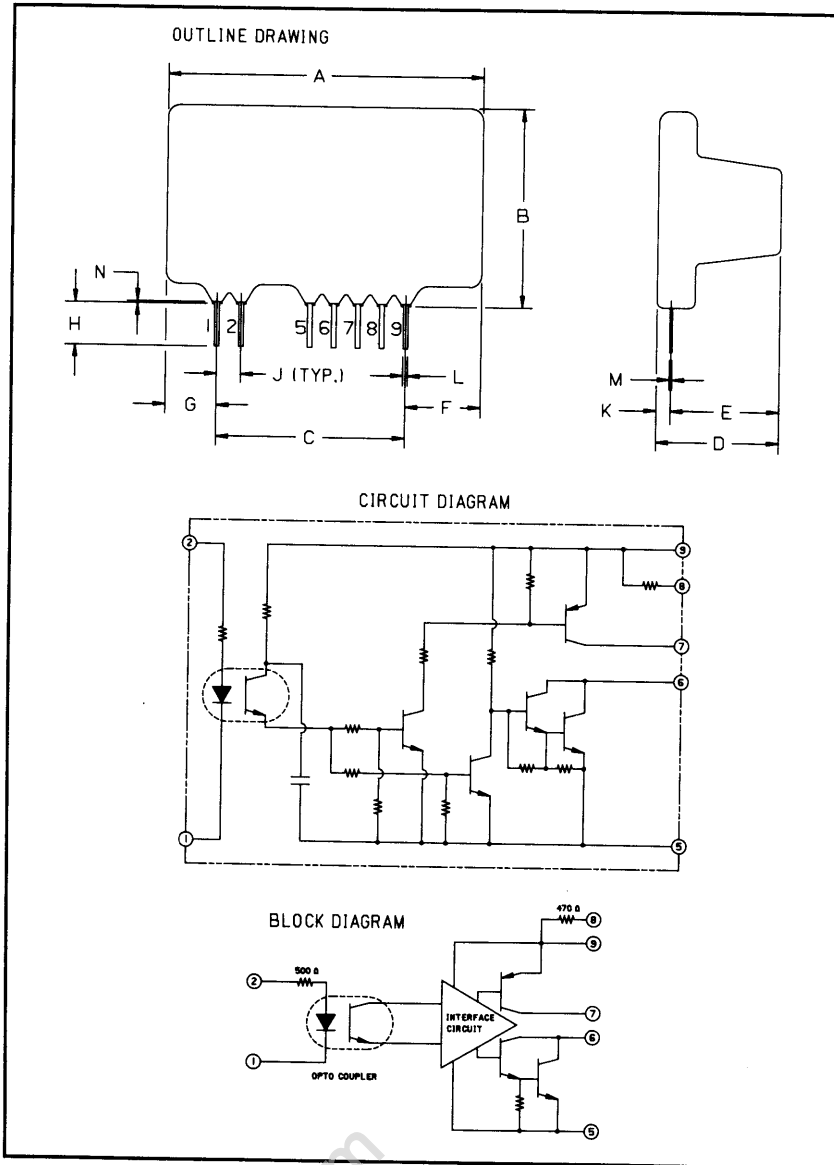 OUTLINE DRAWING
A
B
N
H
1 2 5 6 7 8 9
J (TYP.)
L
G
F
C
M
K
E
D
CIRCUIT DIAGRAM
2
9
8
7
6
1
5
BLOCK DIAGRAM
470 Ω
8
9
2
500 Ω
7
INTERFACE
CIRCUIT
6
1
OPTO COUPLER
5
m